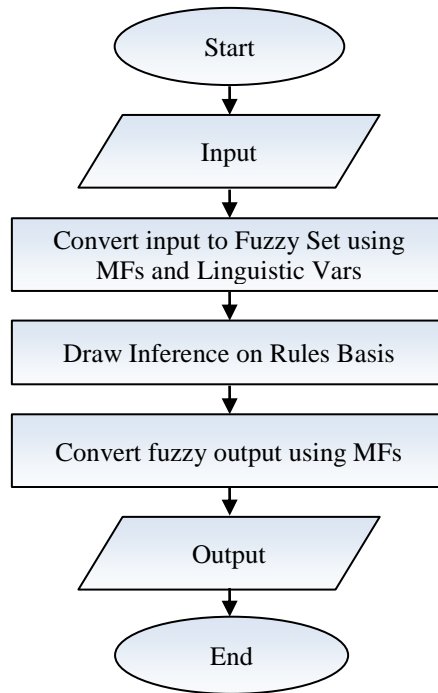 Start
Input
Convert input to Fuzzy Set using
MFs and Linguistic Vars
Draw Inference on Rules Basis
Convert fuzzy output using MFs
Output
End